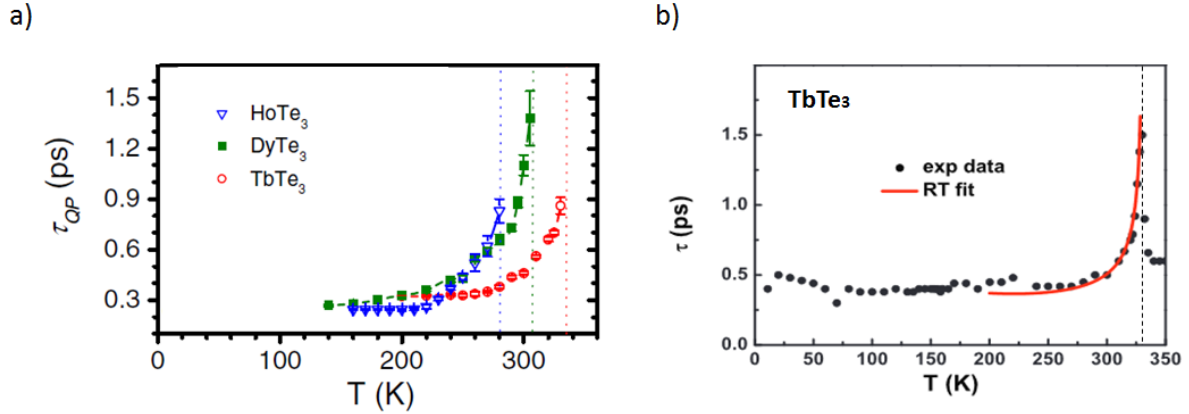 a)
τQP (ps)
1.5
1.2
0.9
0.6
0.3
HoTe3
DyTe3
TbTe3
0 100 200 300
T (K)
b)
τ (ps)
1.5
1.0
0.5
0.0
TbTe3
exp data
RT fit
0 50 100 150 200 250 300 350
T (K)